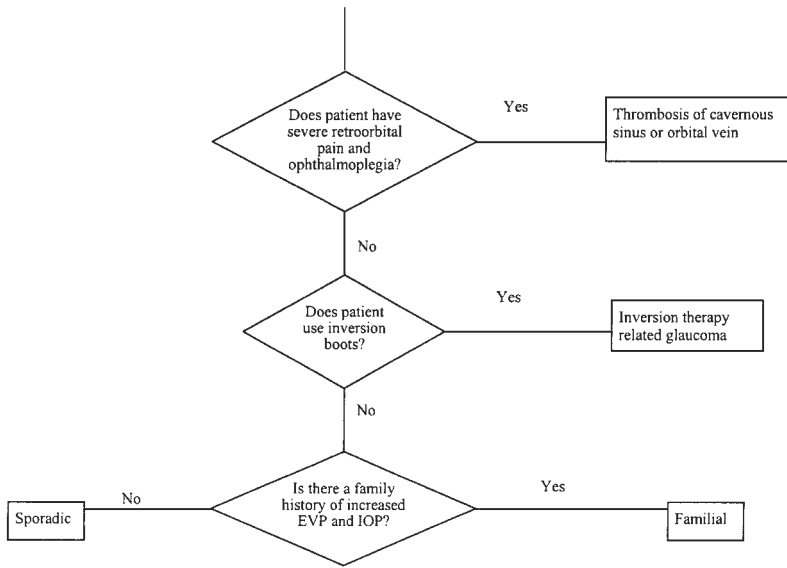 Does patient have
severe retroorbital
pain and
ophthalmoplegia?
Yes
Thrombosis of cavernous
sinus or orbital vein
No
Does patient
use inversion
boots?
Yes
Inversion therapy
related glaucoma
No
Is there a family
history of increased
EVP and IOP?
No
Sporadic
Yes
Familial